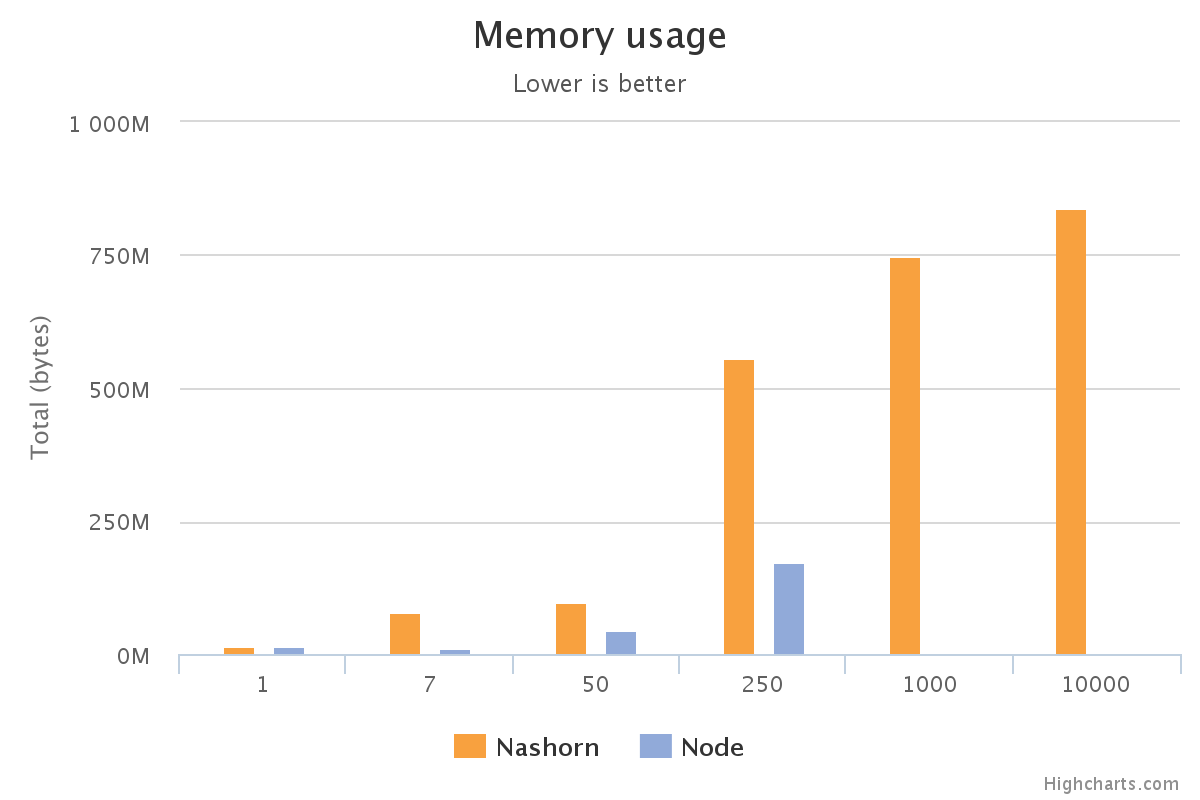 Memory usage
Lower is better
Total (bytes)
1 000M
750M
500M
250M
0M
1 7 50 250 1000 10000
Nashorn Node
Highcharts.com